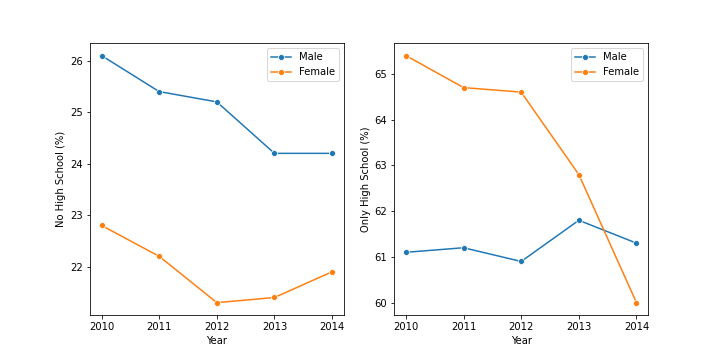 No High School (%)
26
25
24
23
22
Male
Female
2010 2011 2012 2013 2014
Year
Only High School (%)
65
64
63
62
61
60
Male
Female
2010 2011 2012 2013 2014
Year